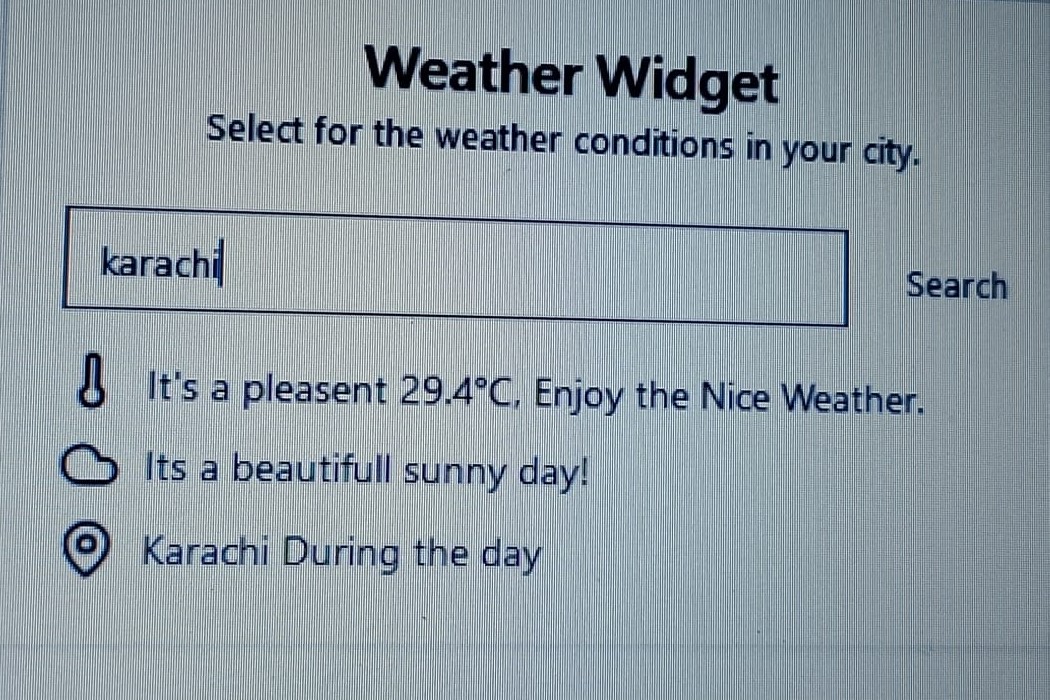 Weather Widget
Select for the weather conditions in your city.
karachi
Search
It's a pleasent 29.4°C, Enjoy the Nice Weather.
Its a beautifull sunny day!
Karachi During the day